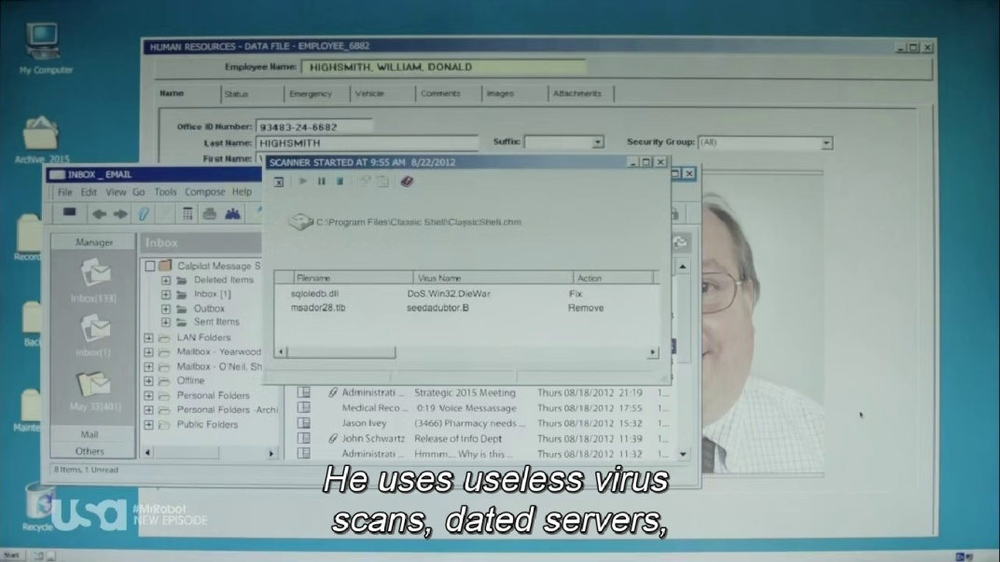 My Computer
Archive_2015
HUMAN RESOURCES - DATA FILE - EMPLOYEE_6882
Employee Name: HIGHSMITH, WILLIAM, DONALD
Name Status Emergency Vehicle Comments Images Attachments
Office ID Number: 93483-24-6682
Last Name: HIGHSMITH Suffix: Security Group: (All)
First Name:
SCANNER STARTED AT 9:55 AM 8/22/2012
C:\Program Files\Classic Shell\ClassicShell.chm
Filename Virus Name Action
sqloledb.dll DoS.Win32.DieWar Fix
msador28.tlb seedadubtor.B Remove
INBOX _ EMAIL
File Edit View Go Tools Compose Help
Manager
Inbox(133)
Inbox(1)
May 33(401)
Mail
Others
Inbox
Calpilot Message S
Deleted Items
Inbox [1]
Outbox
Sent Items
LAN Folders
Mailbox - Yearwood
Mailbox - O'Neil, Sh
Offline
Personal Folders
Personal Folders -Archi
Public Folders
Administrati ... Strategic 2015 Meeting Thurs 08/18/2012 21:19 1...
Medical Reco ... 0:19 Voice Messassage Thurs 08/18/2012 17:55 1...
Jason Ivey (3466) Pharmacy needs ... Thurs 08/18/2012 15:32 1...
John Schwartz Release of Info Dept Thurs 08/18/2012 11:39 1...
Administrati ... Hmmm... Why is this ... Thurs 08/18/2012 11:32 1...
8 Items, 1 Unread
Record
Bac
Mainte
Recycle
Start
usa
#MrRobot
NEW EPISODE
He uses useless virus
scans, dated servers,